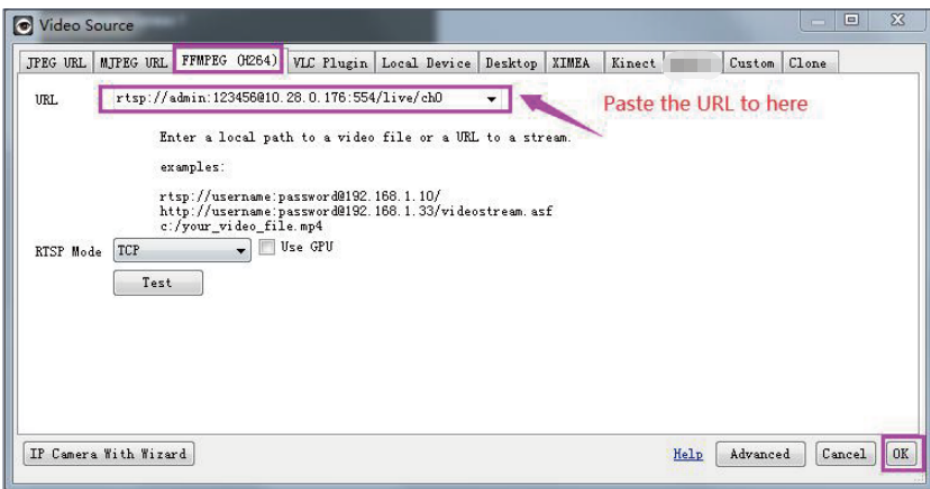 Video Source
JPEG URL MJPEG URL FFMPEG (H264) VLC Plugin Local Device Desktop XIMEA Kinect Custom Clone
URL rtsp://admin:123456@10.28.0.176:554/live/ch0 Paste the URL to here
Enter a local path to a video file or a URL to a stream.
examples:
rtsp://username:password@192.168.1.10/
http://username:password@192.168.1.33/videostream.asf
c:/your_video_file.mp4
RTSP Mode TCP Use GPU
Test
IP Camera With Wizard Help Advanced Cancel OK